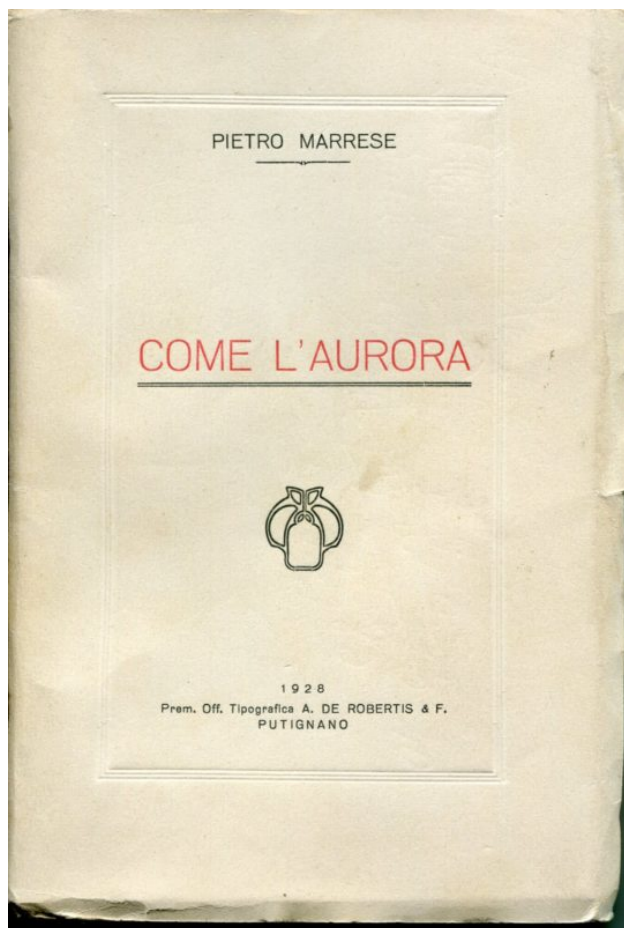 PIETRO MARRESE
COME L'AURORA
1928
Prem. Off. Tipografica A. DE ROBERTIS & F.
PUTIGNANO